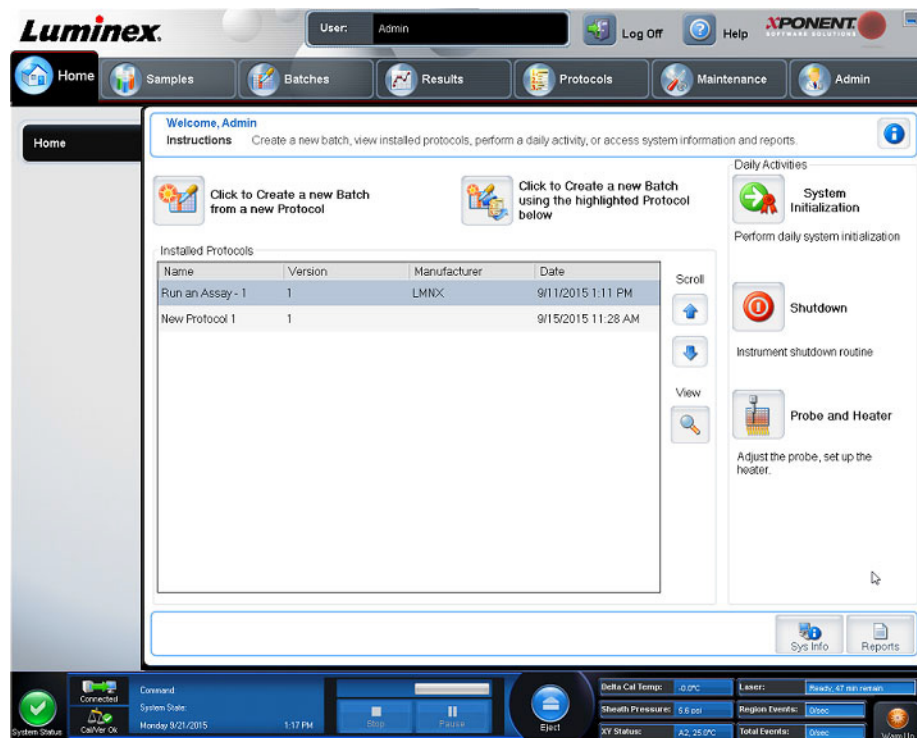 Luminex.
User: Admin
Log Off
Help
XPONENT.
SOFTWARE SOLUTIONS
Home
Samples
Batches
Results
Protocols
Maintenance
Admin
Home
Welcome, Admin
Instructions Create a new batch, view installed protocols, perform a daily activity, or access system information and reports.
Click to Create a new Batch
from a new Protocol
Click to Create a new Batch
using the highlighted Protocol
below
Installed Protocols
Name Version Manufacturer Date
Run an Assay - 1 1 LMNX 9/11/2015 1:11 PM
New Protocol 1 1 9/15/2015 11:28 AM
Scroll
View
Daily Activities
System
Initialization
Perform daily system initialization
Shutdown
Instrument shutdown routine
Probe and Heater
Adjust the probe, set up the
heater.
Sys Info
Reports
System Status
Connected
Cal/Ver Ok
Command
System State:
Monday 9/21/2015 1:17 PM
Stop
Pause
Eject
Delta Cal Temp: -0.0°C
Sheath Pressure: 5.6 psi
XY Status: A2, 25.0°C
Laser: Ready, 47 min remain
Region Events: 0/sec
Total Events: 0/sec
WarmUp